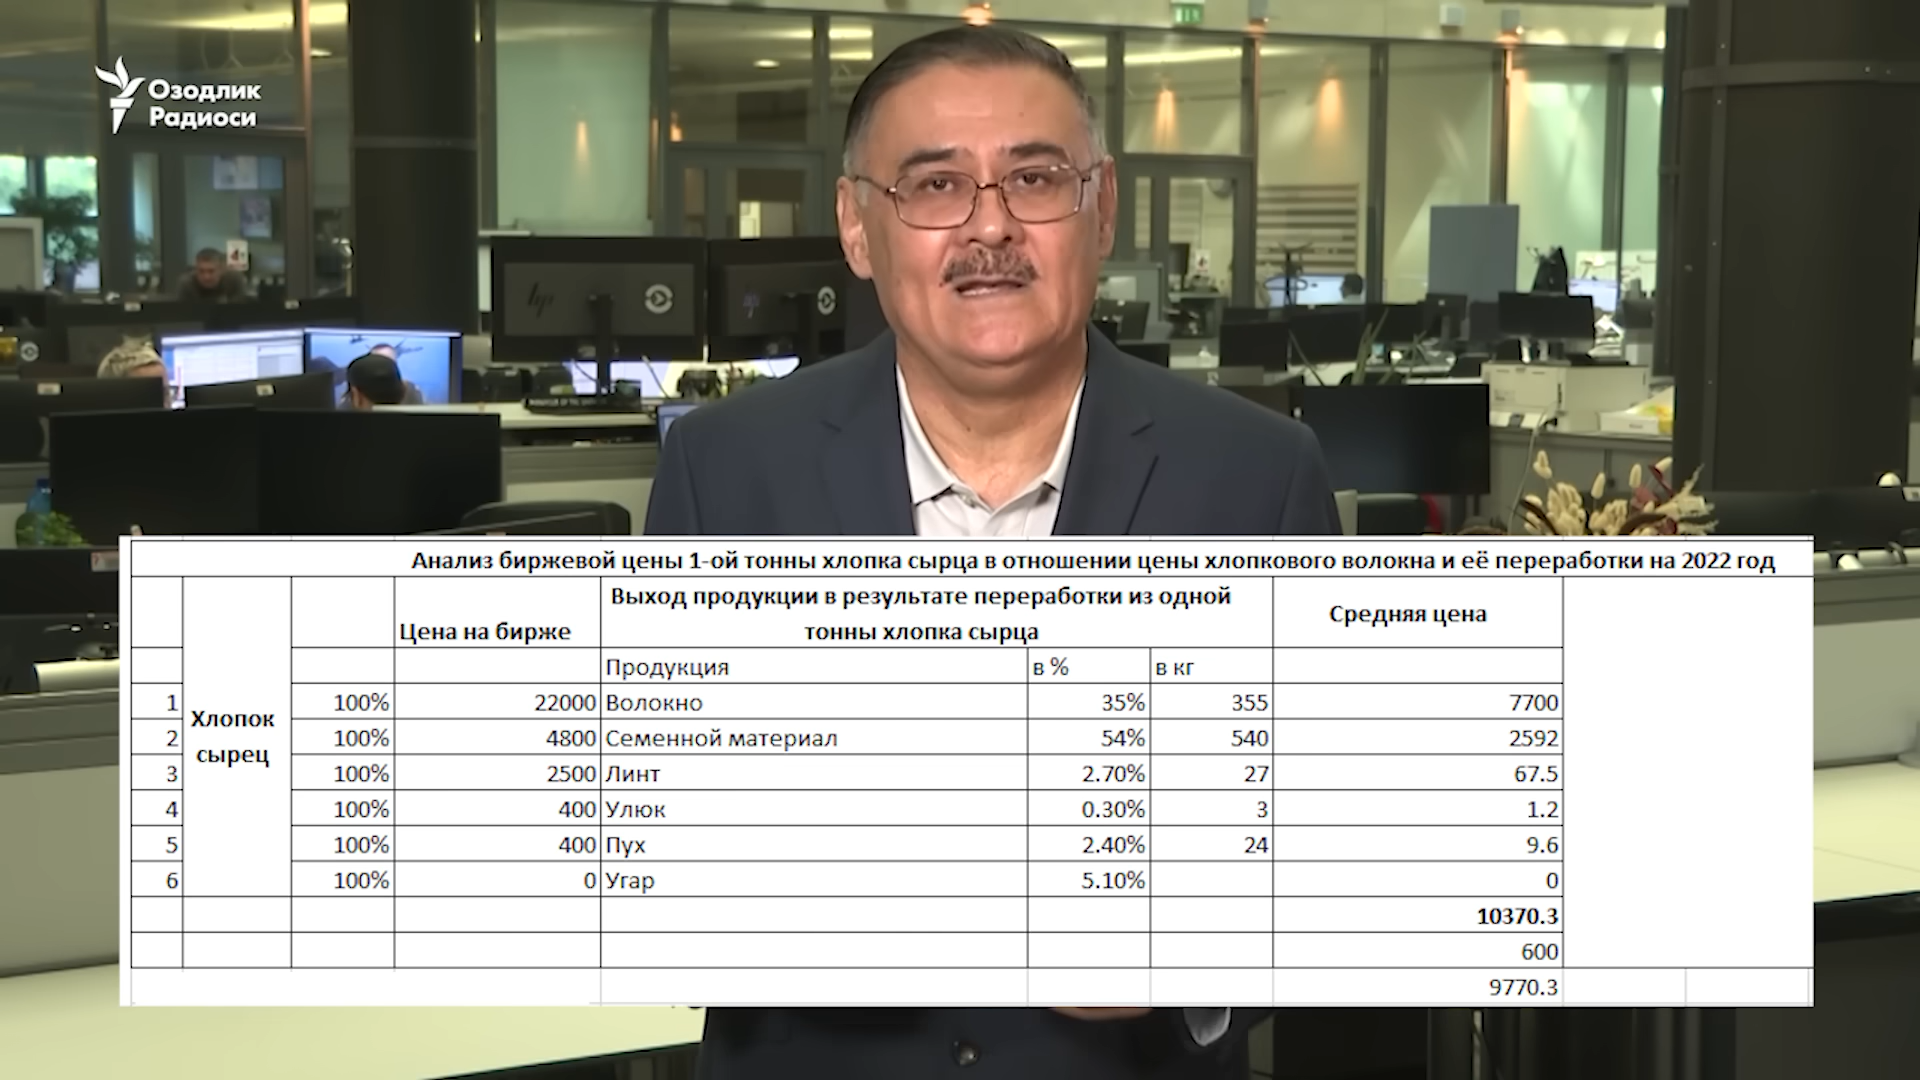 Озодлик
Радиоси
hp
Анализ биржевой цены 1-ой тонны хлопка сырца в отношении цены хлопкового волокна и её переработки на 2022 год
Хлопок сырец
Цена на бирже
Выход продукции в результате переработки из одной
тонны хлопка сырца
Средняя цена
Продукция в % в кг
1 100% 22000 Волокно 35% 355 7700
2 100% 4800 Семенной материал 54% 540 2592
3 100% 2500 Линт 2.70% 27 67.5
4 100% 400 Улюк 0.30% 3 1.2
5 100% 400 Пух 2.40% 24 9.6
6 100% 0 Угар 5.10% 0
10370.3
600
9770.3